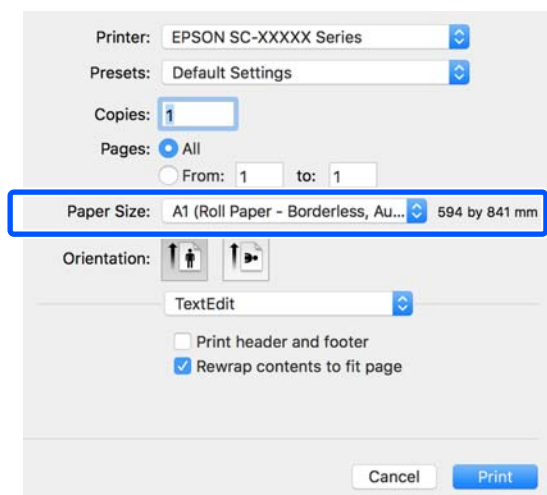 Printer: EPSON SC-XXXXX Series
Presets: Default Settings
Copies: 1
Pages: All
From: 1 to: 1
Paper Size: A1 (Roll Paper - Borderless, Au... 594 by 841 mm
Orientation:
TextEdit
Print header and footer
Rewrap contents to fit page
Cancel Print